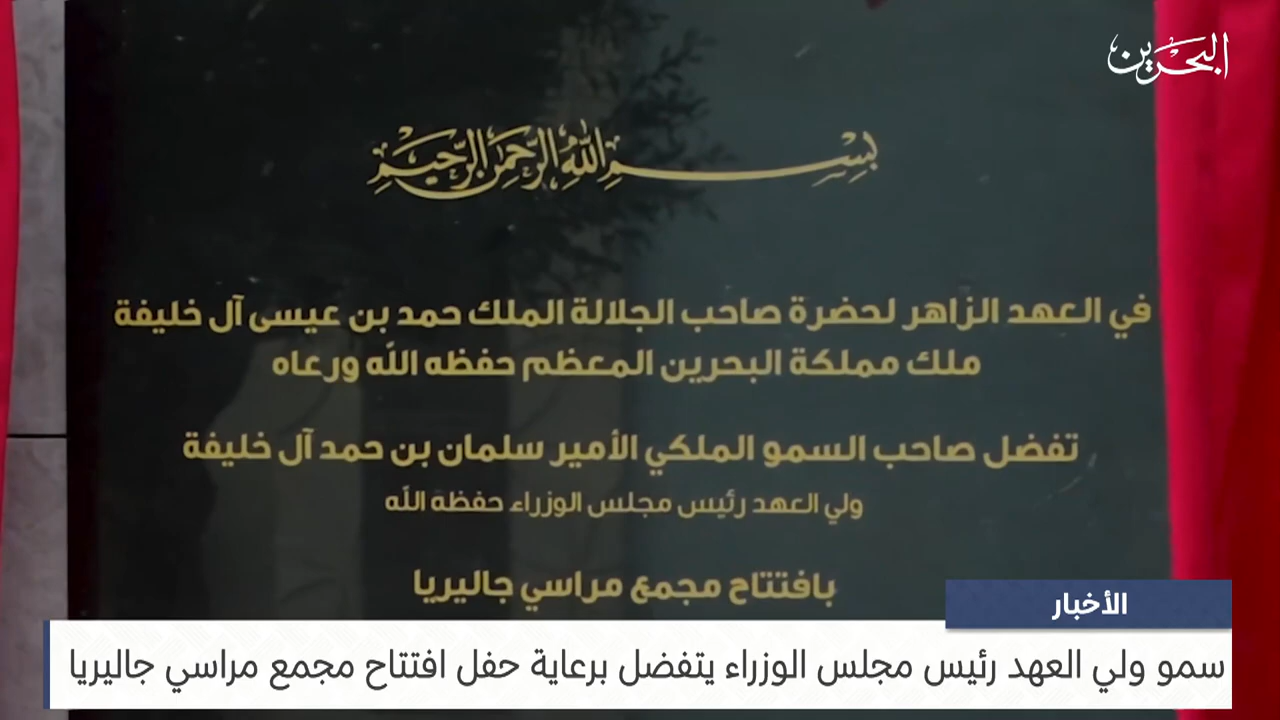 البحرين
بسم الله الرحمن الرحيم
في العهد الزاهر لحضرة صاحب الجلالة الملك حمد بن عيسى آل خليفة
ملك مملكة البحرين المعظم حفظه الله ورعاه
تفضل صاحب السمو الملكي الأمير سلمان بن حمد آل خليفة
ولي العهد رئيس مجلس الوزراء حفظه الله
بافتتاح مجمع مراسي جاليريا
الأخبار
سمو ولي العهد رئيس مجلس الوزراء يتفضل برعاية حفل افتتاح مجمع مراسي جاليريا